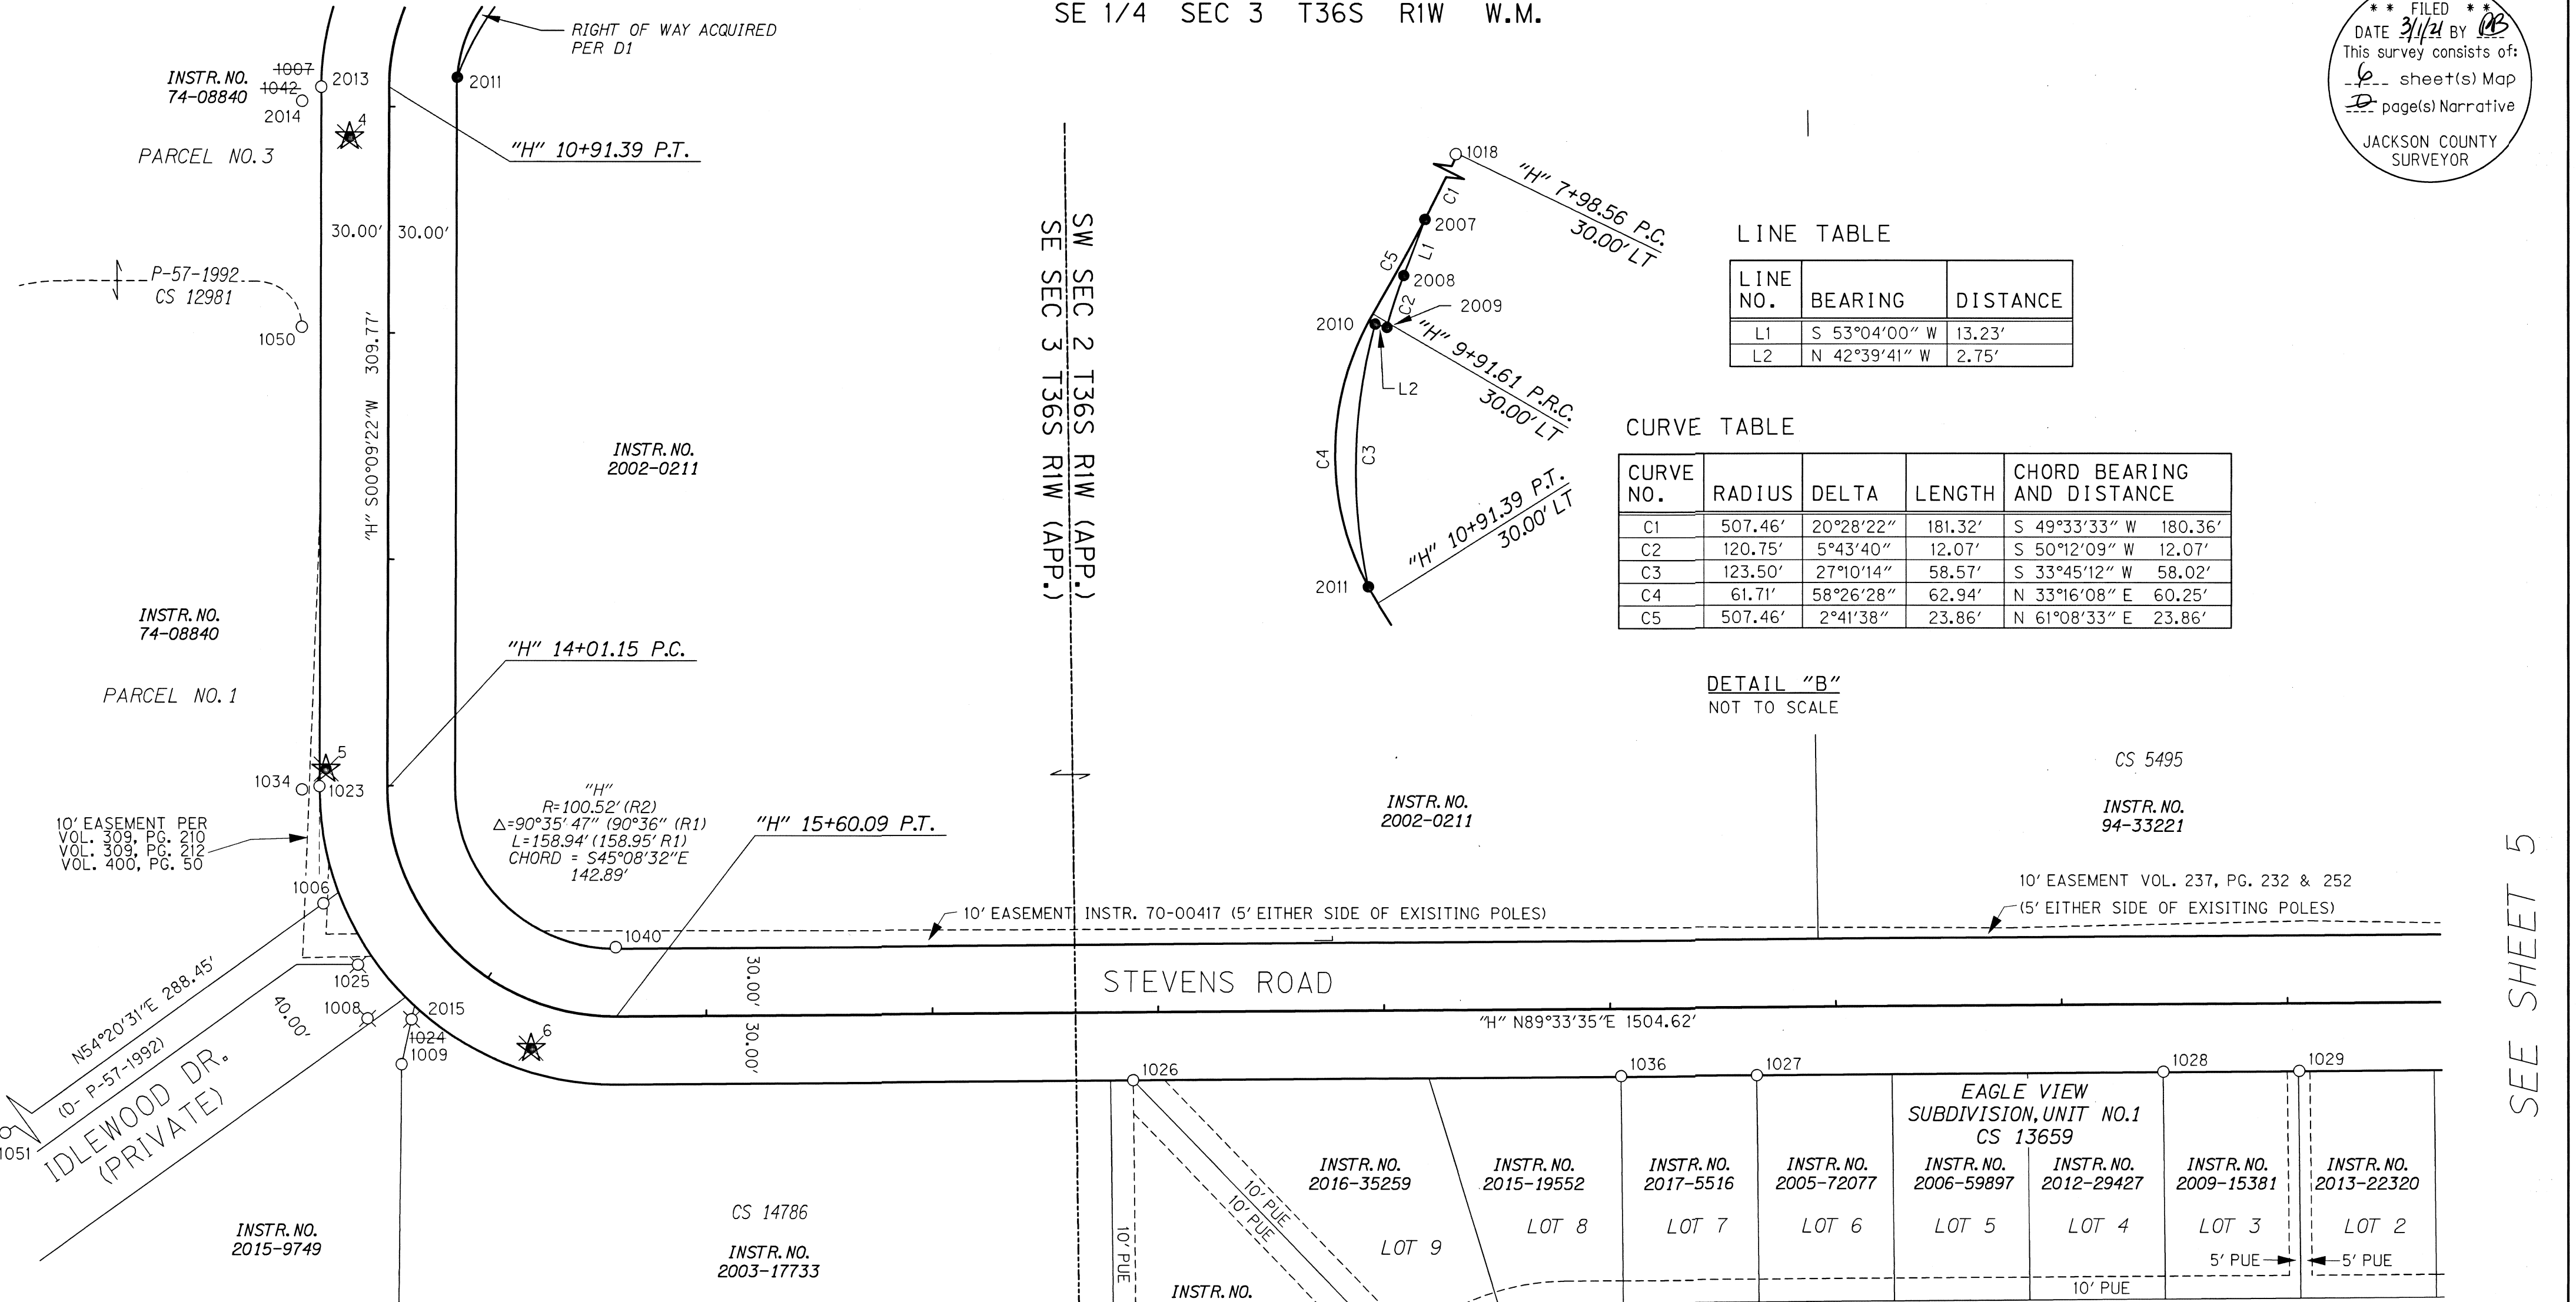 SE 1/4 SEC 3 T36S R1W W.M.
* * FILED * *
DATE 3/1/21 BY
This survey consists of:
6 sheet(s) Map
0 page(s) Narrative
JACKSON COUNTY
SURVEYOR
RIGHT OF WAY ACQUIRED
PER D1
INSTR. NO.
74-08840
1007
1042
2013
2014
2011
4
PARCEL NO. 3
"H" 10+91.39 P.T.
30.00' 30.00'
P-57-1992
CS 12981
1050
"H" S00°09'22"W 309.77'
INSTR. NO.
2002-0211
SW SEC 2 T36S R1W (APP.)
SE SEC 3 T36S R1W (APP.)
1018
"H" 7+98.56 P.C.
30.00' LT
C1
2007
L1
C5
2008
C2
2009
2010
"H" 9+91.61 P.R.C.
30.00' LT
L2
C4
C3
"H" 10+91.39 P.T.
30.00' LT
2011
LINE TABLE
LINE NO. BEARING DISTANCE
L1 S 53°04'00" W 13.23'
L2 N 42°39'41" W 2.75'
CURVE TABLE
CURVE NO. RADIUS DELTA LENGTH CHORD BEARING AND DISTANCE
C1 507.46' 20°28'22" 181.32' S 49°33'33" W 180.36'
C2 120.75' 5°43'40" 12.07' S 50°12'09" W 12.07'
C3 123.50' 27°10'14" 58.57' S 33°45'12" W 58.02'
C4 61.71' 58°26'28" 62.94' N 33°16'08" E 60.25'
C5 507.46' 2°41'38" 23.86' N 61°08'33" E 23.86'
DETAIL "B"
NOT TO SCALE
INSTR. NO.
74-08840
PARCEL NO. 1
"H" 14+01.15 P.C.
5
1034
1023
10' EASEMENT PER
VOL. 309, PG. 210
VOL. 309, PG. 212
VOL. 400, PG. 50
"H"
R=100.52' (R2)
Δ=90°35'47" (90°36" (R1)
L=158.94' (158.95' R1)
CHORD = S45°08'32"E
142.89'
"H" 15+60.09 P.T.
INSTR. NO.
2002-0211
CS 5495
INSTR. NO.
94-33221
10' EASEMENT VOL. 237, PG. 232 & 252
(5' EITHER SIDE OF EXISITING POLES)
10' EASEMENT INSTR. 70-00417 (5' EITHER SIDE OF EXISITING POLES)
SEE SHEET 5
1006
1040
1025
1008
2015
1024
1009
6
30.00'
30.00'
STEVENS ROAD
"H" N89°33'35"E 1504.62'
N54°20'31"E 288.45'
(D- P-57-1992)
40.00'
IDLEWOOD DR.
(PRIVATE)
1051
1026
1036
1027
1028
1029
EAGLE VIEW
SUBDIVISION, UNIT NO.1
CS 13659
INSTR. NO.
2015-9749
CS 14786
INSTR. NO.
2003-17733
10' PUE
10' PUE
10' PUE
INSTR. NO.
INSTR. NO.
2016-35259
LOT 9
INSTR. NO.
2015-19552
LOT 8
INSTR. NO.
2017-5516
LOT 7
INSTR. NO.
2005-72077
LOT 6
INSTR. NO.
2006-59897
LOT 5
INSTR. NO.
2012-29427
LOT 4
INSTR. NO.
2009-15381
LOT 3
INSTR. NO.
2013-22320
LOT 2
5' PUE
5' PUE
10' PUE